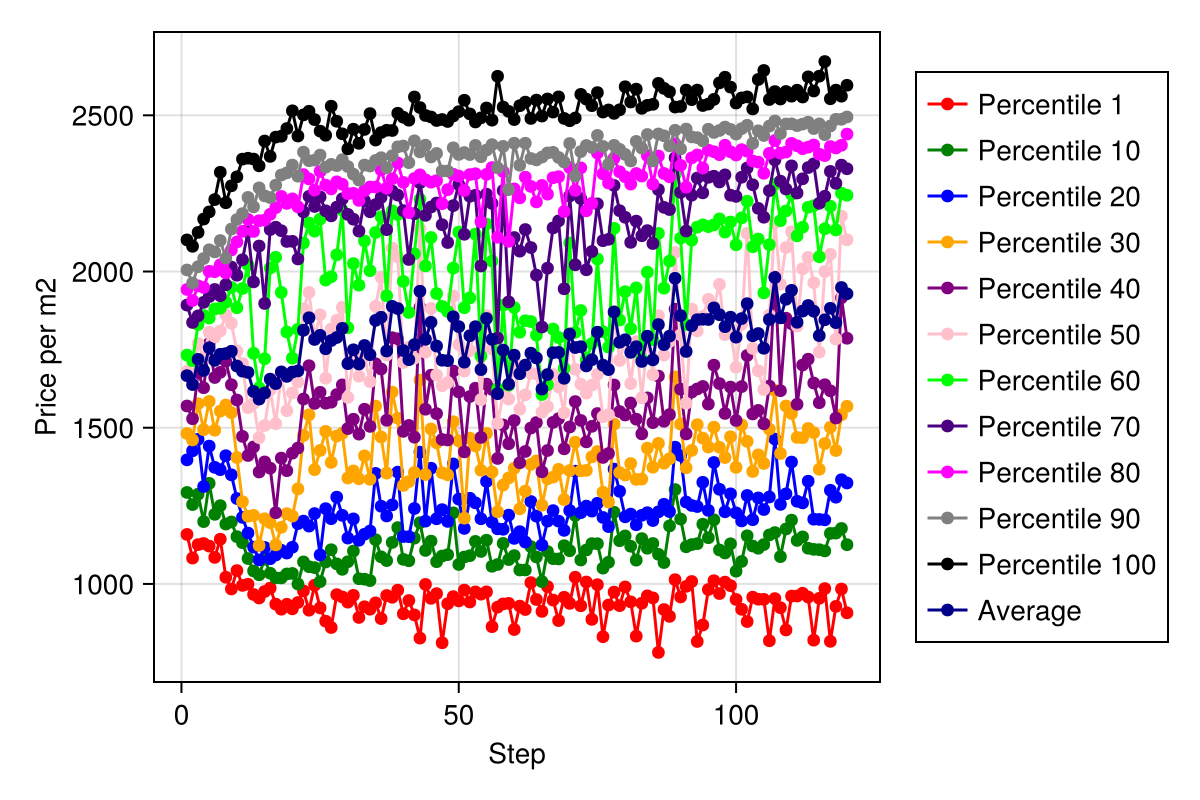 Price per m2
2500
2000
1500
1000
0
50
100
Step
Percentile 1
Percentile 10
Percentile 20
Percentile 30
Percentile 40
Percentile 50
Percentile 60
Percentile 70
Percentile 80
Percentile 90
Percentile 100
Average